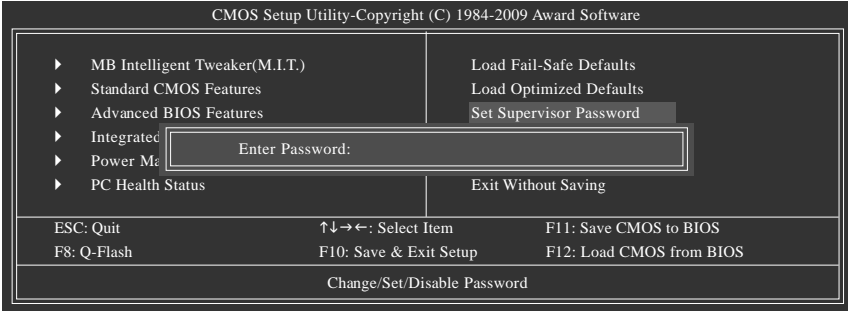 CMOS Setup Utility-Copyright (C) 1984-2009 Award Software
MB Intelligent Tweaker(M.I.T.)
Standard CMOS Features
Advanced BIOS Features
Integrated
Power Ma
PC Health Status
Load Fail-Safe Defaults
Load Optimized Defaults
Set Supervisor Password
Exit Without Saving
Enter Password:
ESC: Quit ↑↓→←: Select Item F11: Save CMOS to BIOS
F8: Q-Flash F10: Save & Exit Setup F12: Load CMOS from BIOS
Change/Set/Disable Password